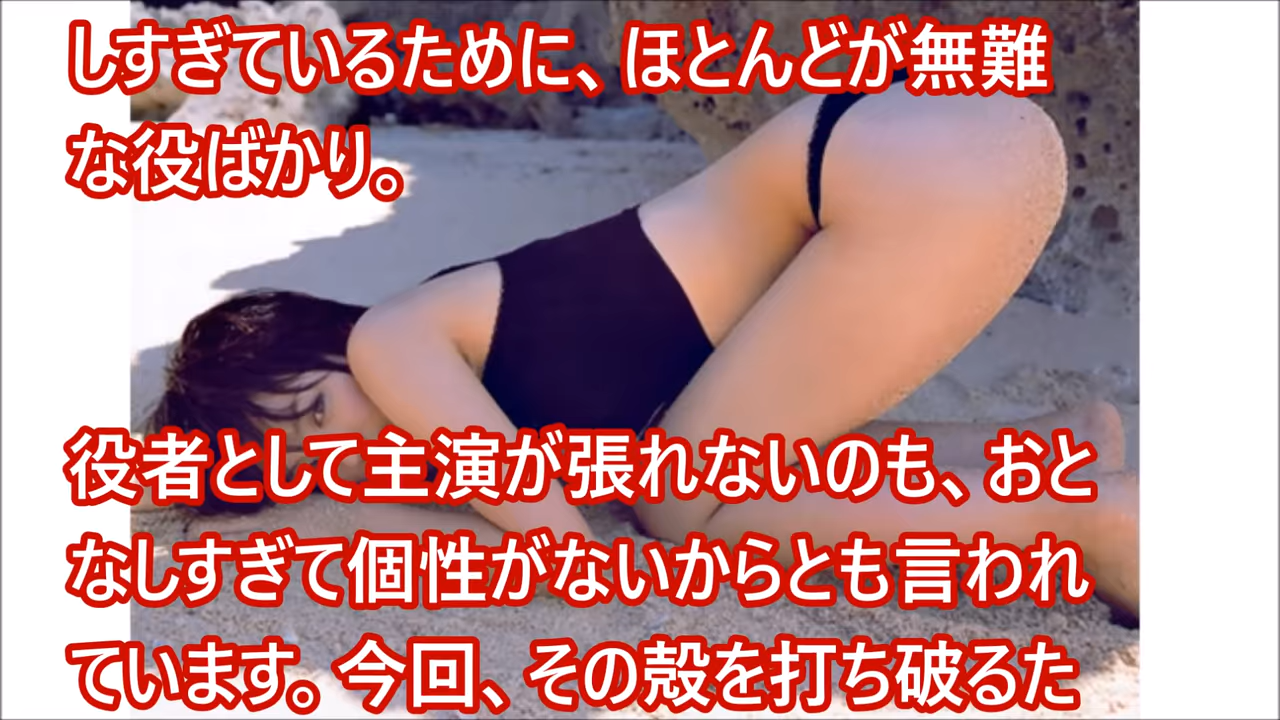 しすぎているために、ほとんどが無難
な役ばかり。
役者として主演が張れないのも、おと
なしすぎて個性がないからとも言われ
ています。今回、その殻を打ち破るた